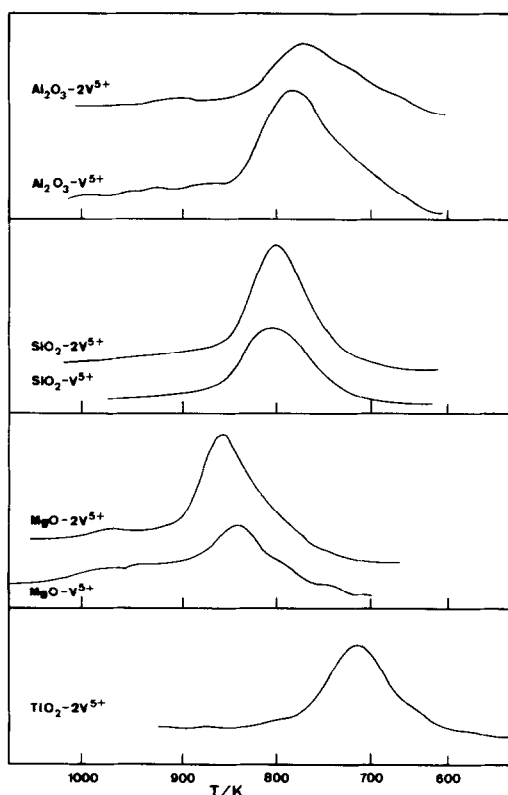 Al₂O₃-2V⁵⁺
Al₂O₃-V⁵⁺
SiO₂-2V⁵⁺
SiO₂-V⁵⁺
MgO-2V⁵⁺
MgO-V⁵⁺
TiO₂-2V⁵⁺
1000 900 800 700 600
T/K